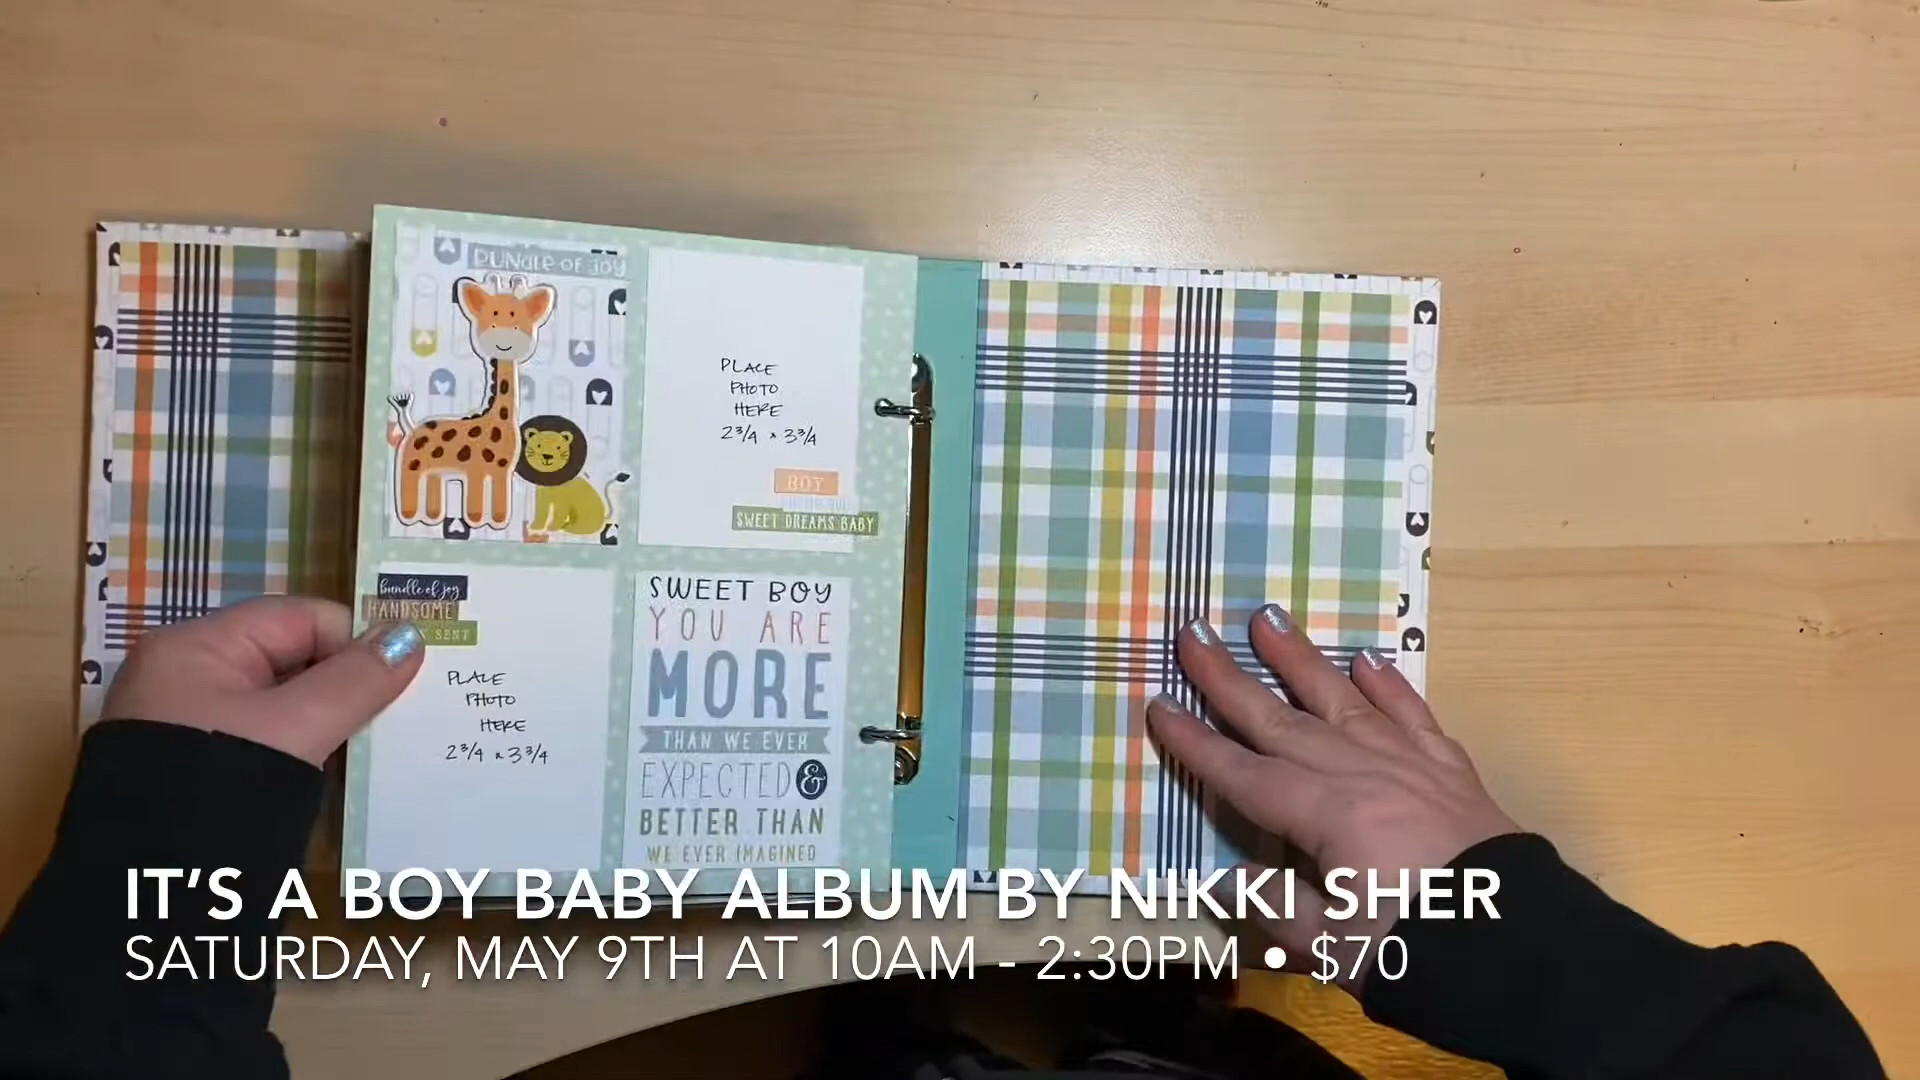 BUNDLE OF JOY
PLACE
PHOTO
HERE
2 3/4 x 3 3/4
BOY
SWEET DREAMS BABY
bundle of joy
HANDSOME
SENT
PLACE
PHOTO
HERE
2 3/4 x 3 3/4
SWEET BOY
YOU ARE
MORE
THAN WE EVER
EXPECTED &
BETTER THAN
WE EVER IMAGINED
IT’S A BOY BABY ALBUM BY NIKKI SHER
SATURDAY, MAY 9TH AT 10AM - 2:30PM • $70